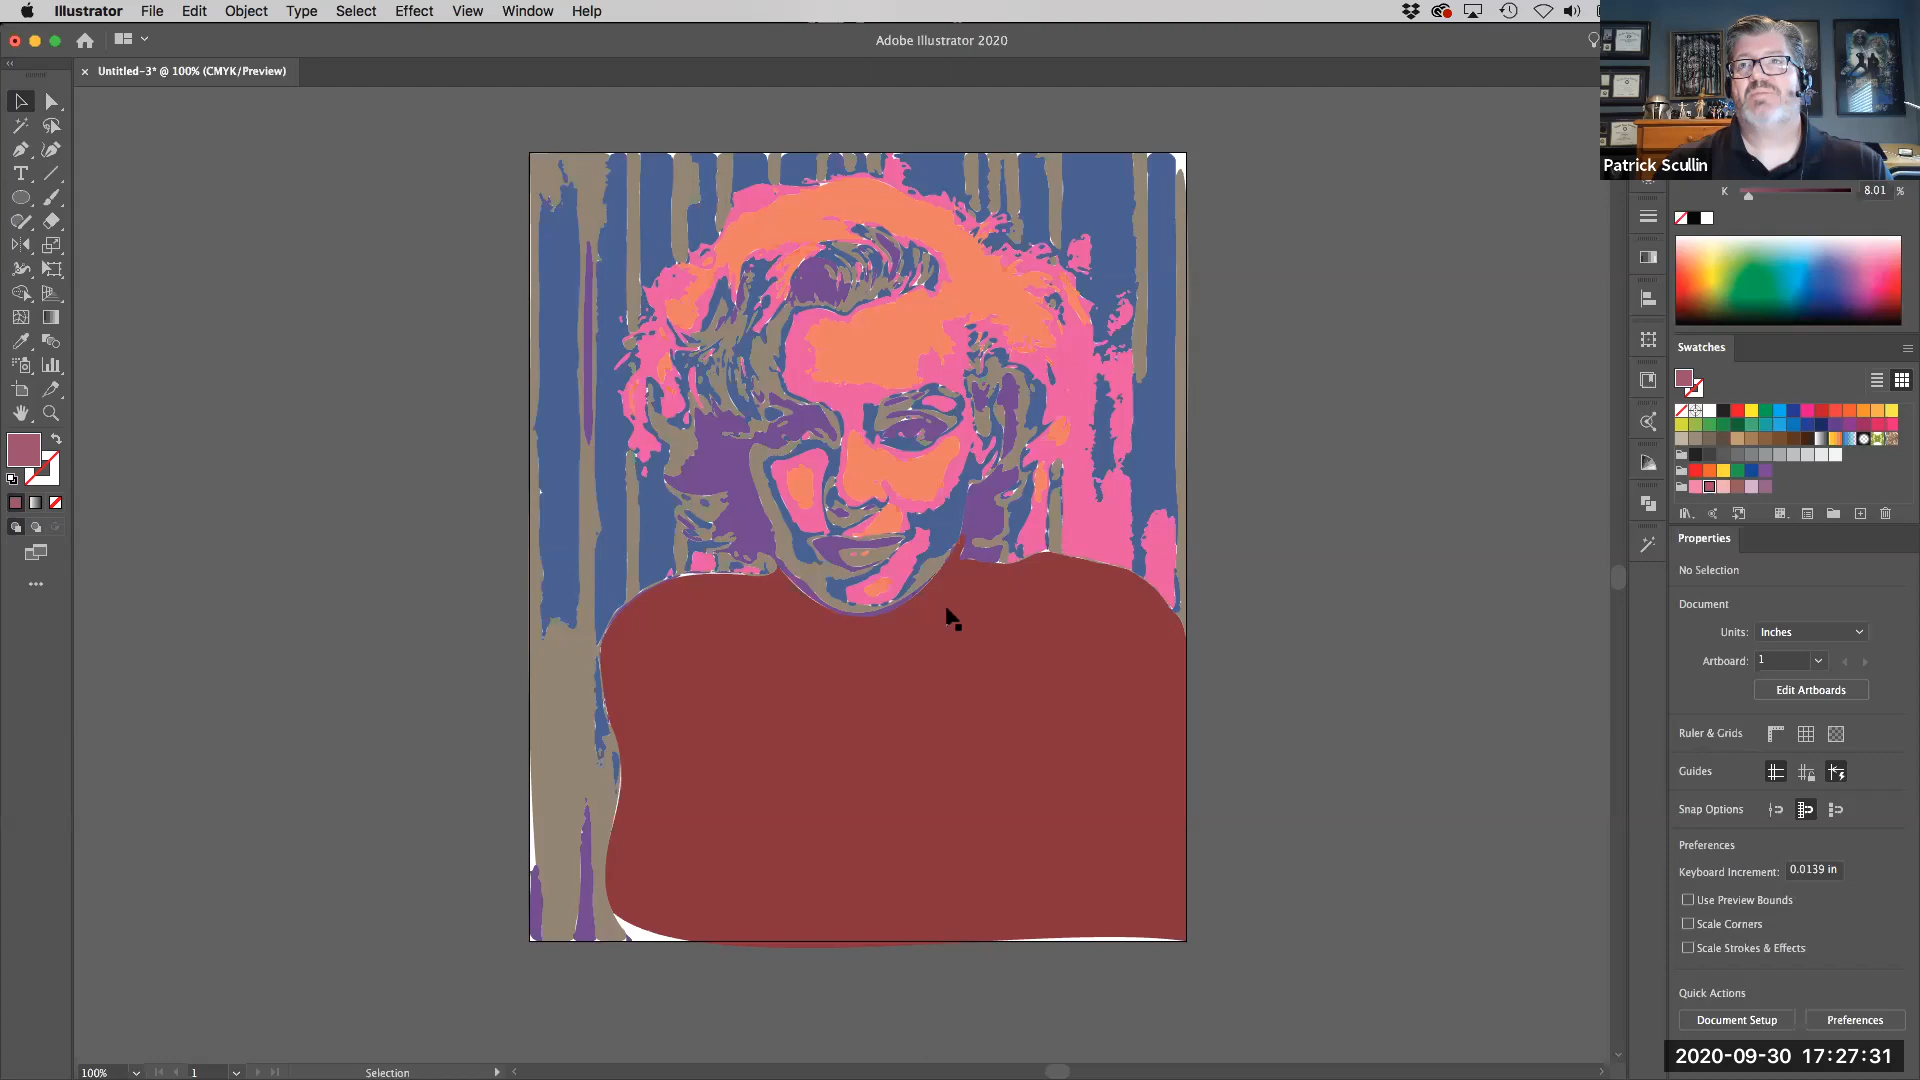 Illustrator File Edit Object Type Select Effect View Window Help
Adobe Illustrator 2020
Untitled-3* @ 100% (CMYK/Preview)
Patrick Scullin
K 8.01 %
Swatches
Properties
No Selection
Document
Units: Inches
Artboard: 1
Edit Artboards
Ruler & Grids
Guides
Snap Options
Preferences
Keyboard Increment: 0.0139 in
Use Preview Bounds
Scale Corners
Scale Strokes & Effects
Quick Actions
Document Setup Preferences
2020-09-30 17:27:31
100% 1 Selection